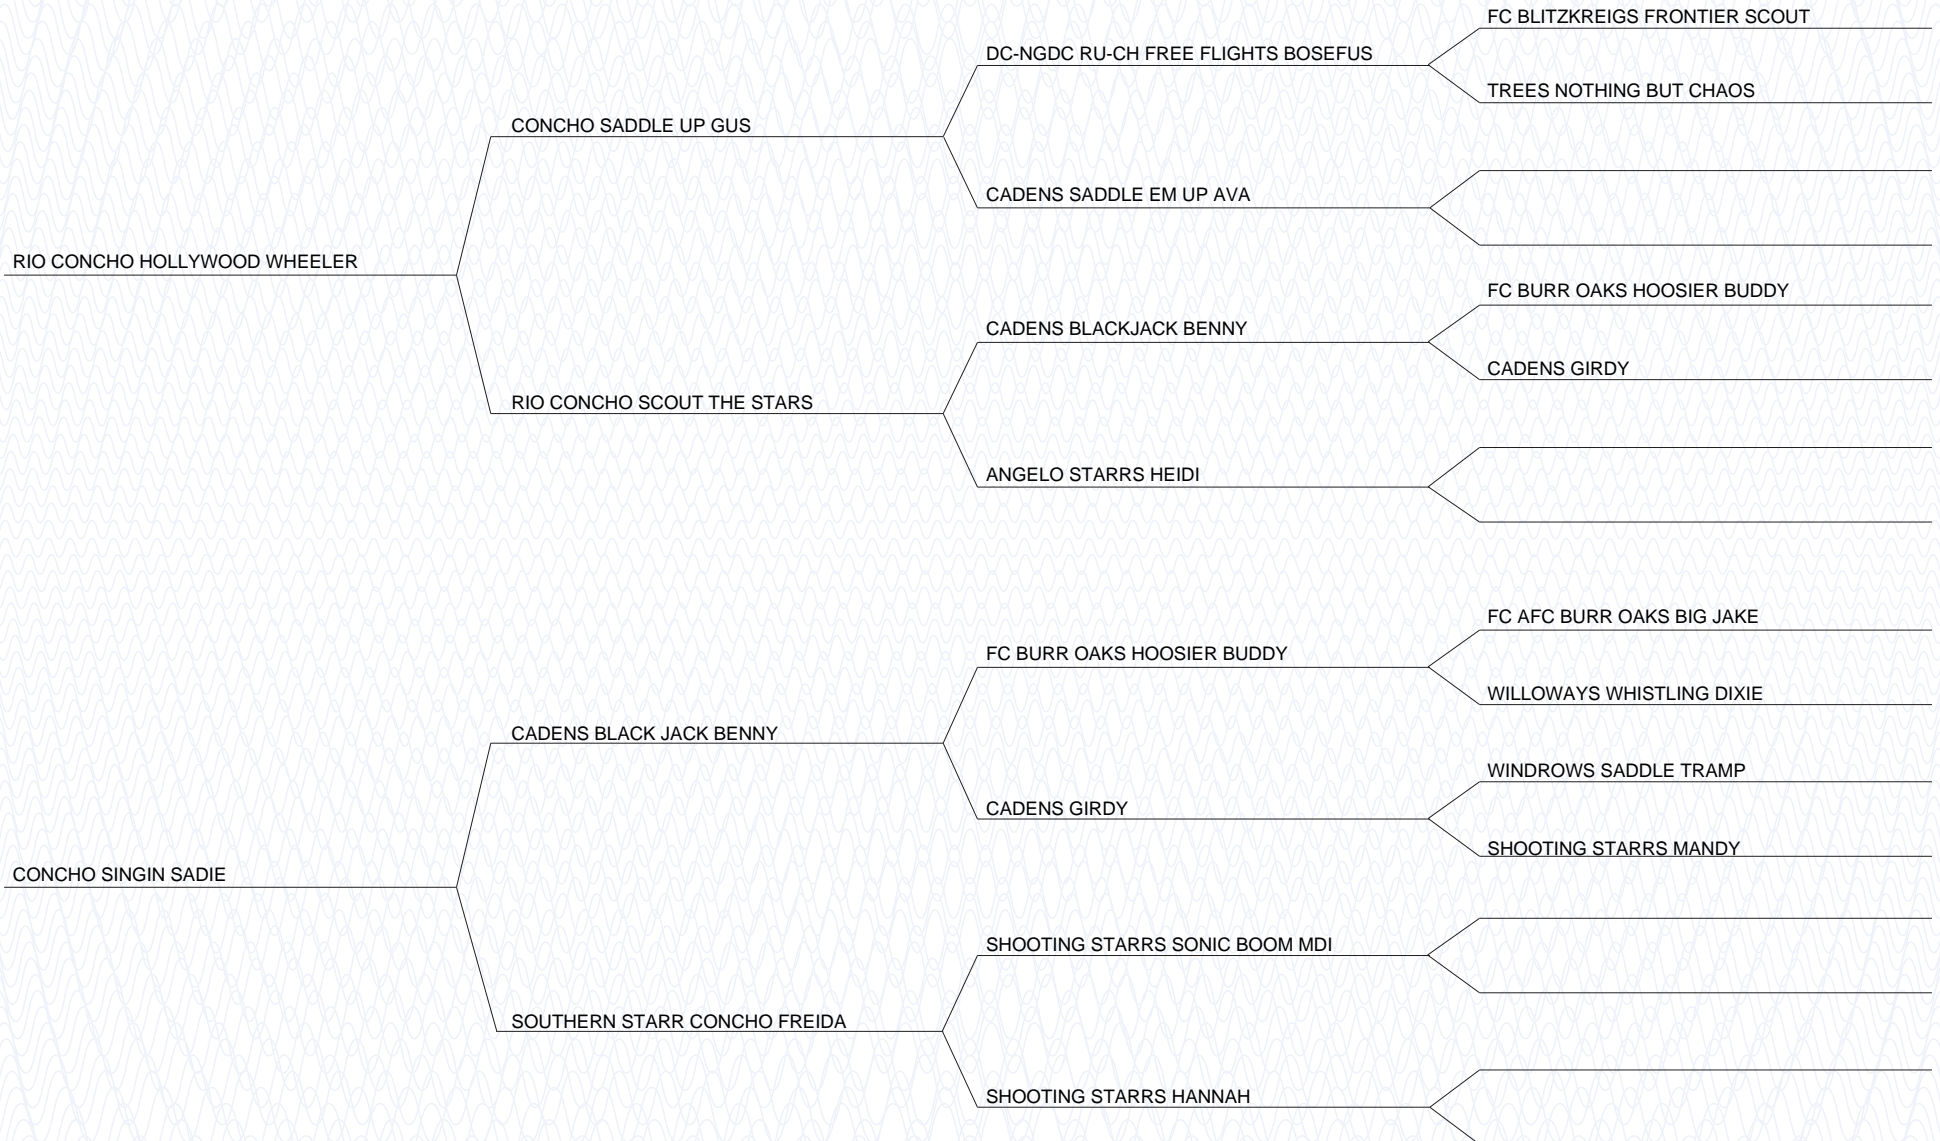 FC BLITZKREIGS FRONTIER SCOUT
DC-NGDC RU-CH FREE FLIGHTS BOSEFUS
TREES NOTHING BUT CHAOS
CONCHO SADDLE UP GUS
CADENS SADDLE EM UP AVA
RIO CONCHO HOLLYWOOD WHEELER
FC BURR OAKS HOOSIER BUDDY
CADENS BLACKJACK BENNY
CADENS GIRDY
RIO CONCHO SCOUT THE STARS
ANGELO STARRS HEIDI
FC AFC BURR OAKS BIG JAKE
FC BURR OAKS HOOSIER BUDDY
WILLOWAYS WHISTLING DIXIE
CADENS BLACK JACK BENNY
WINDROWS SADDLE TRAMP
CADENS GIRDY
SHOOTING STARRS MANDY
CONCHO SINGIN SADIE
SHOOTING STARRS SONIC BOOM MDI
SOUTHERN STARR CONCHO FREIDA
SHOOTING STARRS HANNAH